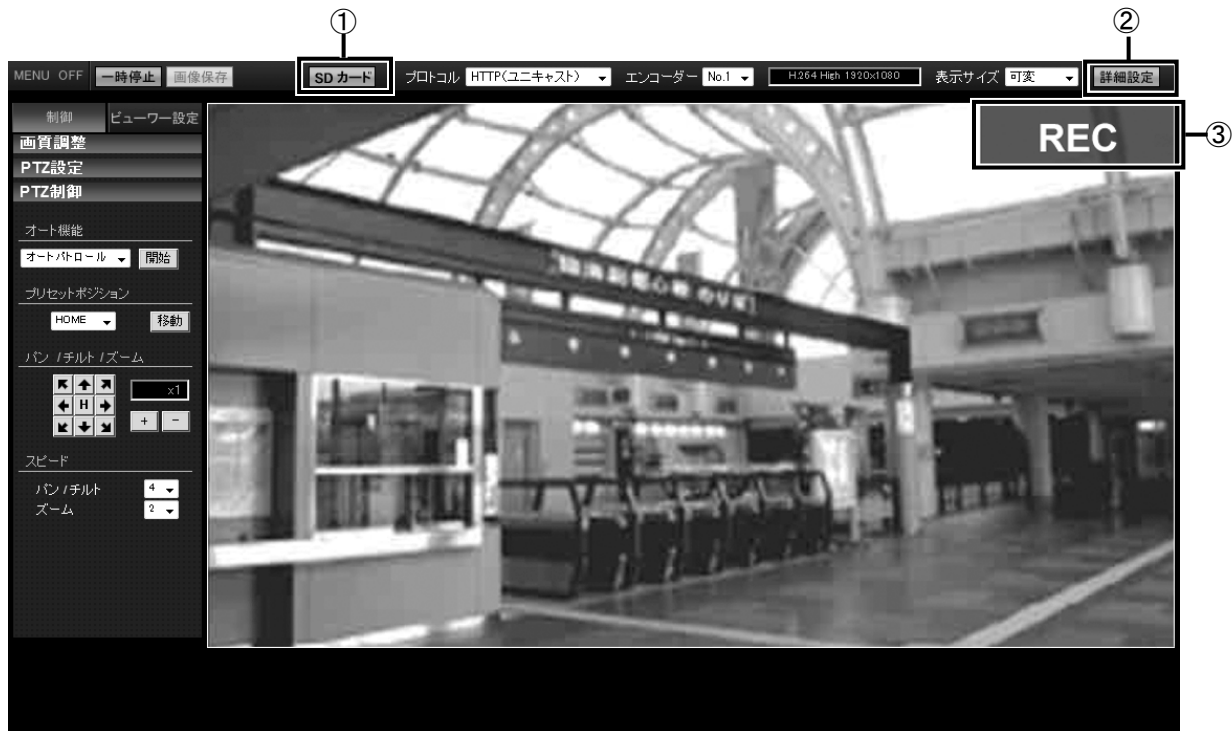 ① ②
MENU OFF 一時停止 画像保存 SD カード プロトコル HTTP(ユニキャスト) エンコーダー No.1 H.264 High 1920x1080 表示サイズ 可変 詳細設定
制御 ビューワー設定
REC ③
画質調整
PTZ設定
PTZ制御
オート機能
オートパトロール 開始
プリセットポジション
HOME 移動
パン /チルト /ズーム
x1
H
+ -
スピード
パン /チルト 4
ズーム 2